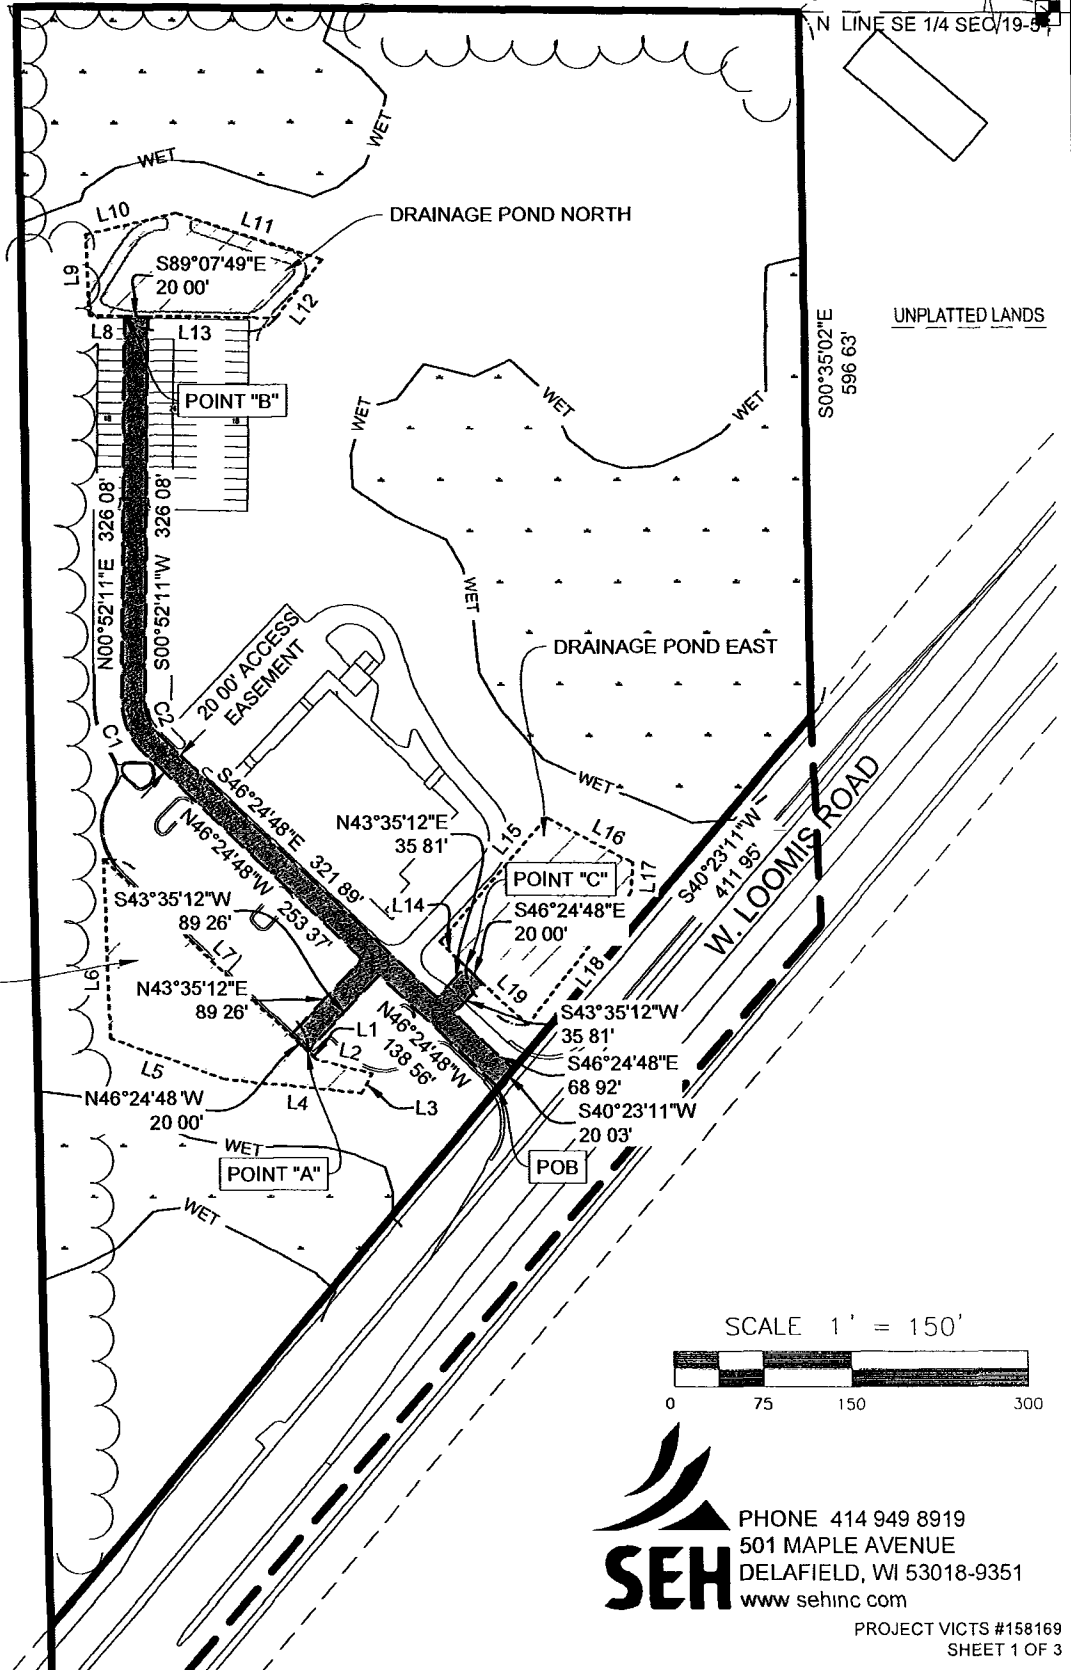 N LINE SE 1/4 SEC 19-5
WET
WET
L10
L11
DRAINAGE POND NORTH
S89°07'49"E
20 00'
L9
L12
L8
L13
UNPLATTED LANDS
S00°35'02"E
596 63'
POINT "B"
WET
WET
WET
N00°52'11"E 326 08'
S00°52'11"W 326 08'
WET
20 00' ACCESS
EASEMENT
DRAINAGE POND EAST
C1
C2
WET
S46°24'48"E 321 89'
N46°24'48"W 253 37'
N43°35'12"E
35 81'
L15
L16
L17
S40°23'11"W
411 95'
W. LOOMIS ROAD
POINT "C"
S43°35'12"W
89 26'
L14
S46°24'48"E
20 00'
L7
L6
L18
L19
N43°35'12"E
89 26'
L1
L2
N46°24'48"W
138 56'
S43°35'12"W
35 81'
L5
S46°24'48"E
68 92'
N46°24'48"W
20 00'
L4
L3
S40°23'11"W
20 03'
WET
POINT "A"
POB
WET
SCALE 1' = 150'
0 75 150 300
SEH
PHONE 414 949 8919
501 MAPLE AVENUE
DELAFIELD, WI 53018-9351
www sehinc com
PROJECT VICTS #158169
SHEET 1 OF 3